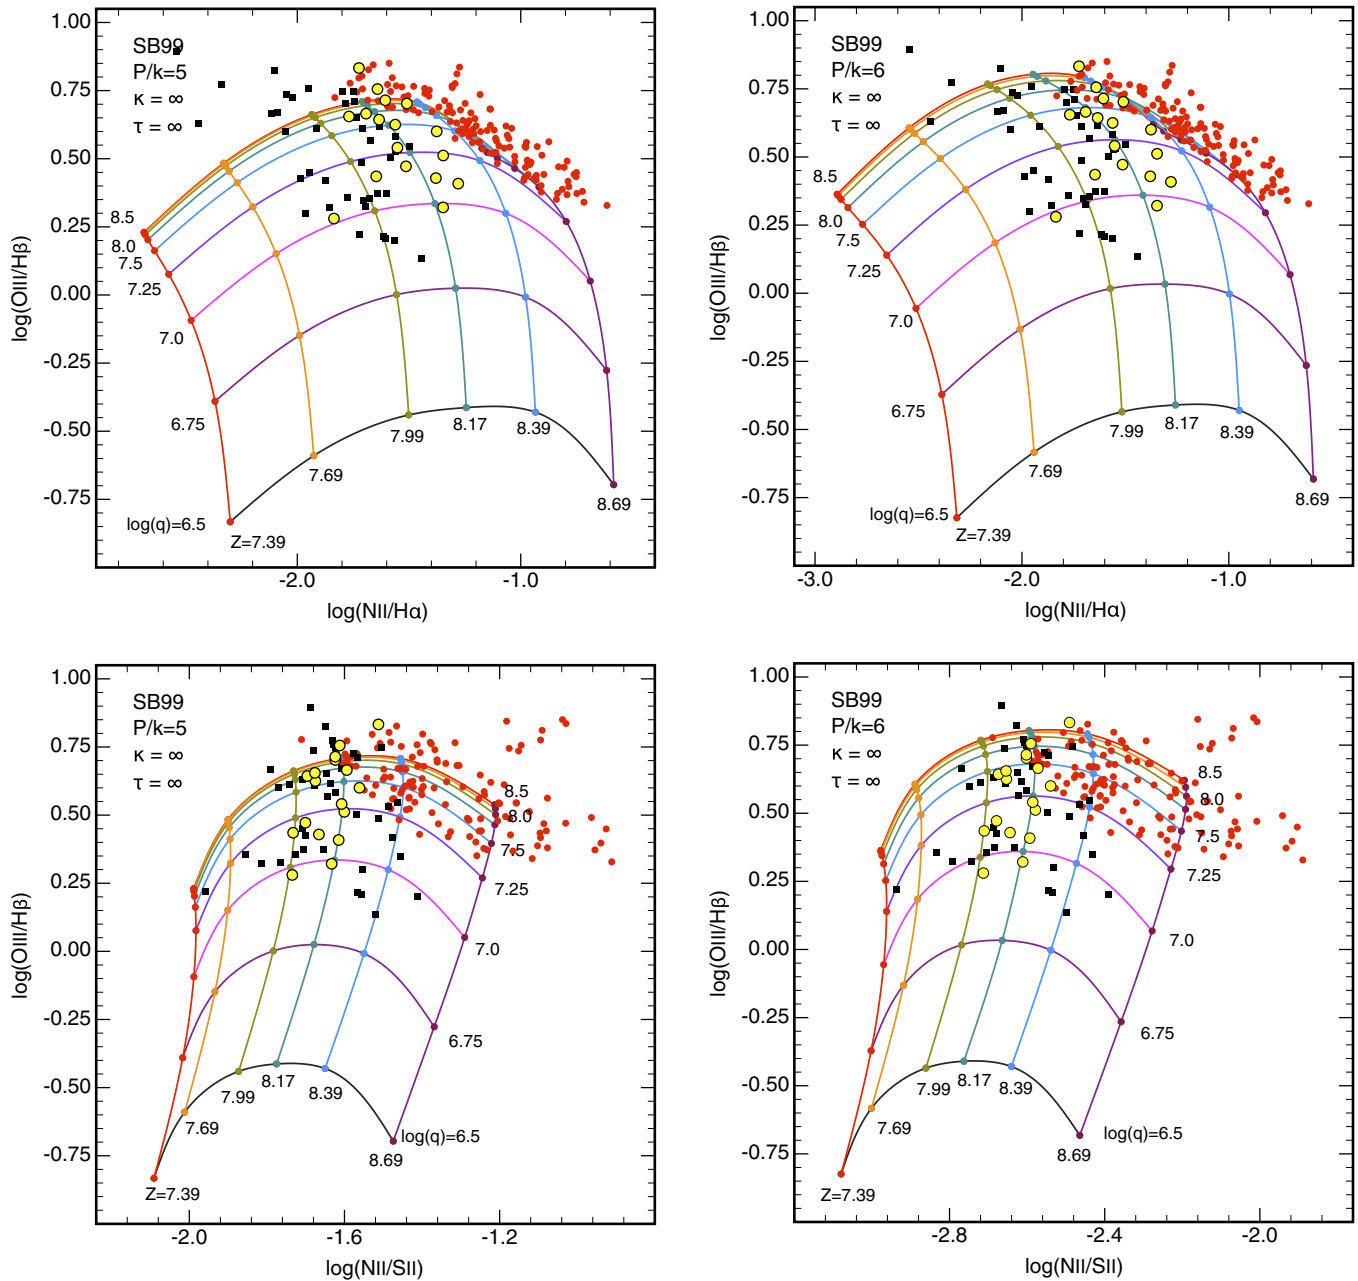 1.00
0.75
0.50
0.25
0.00
-0.25
-0.50
-0.75
log(OIII/Hβ)
SB99
P/k=5
κ = ∞
τ = ∞
8.5
8.0
7.5
7.25
7.0
6.75
log(q)=6.5
Z=7.39
7.69
7.99
8.17
8.39
8.69
-2.0
-1.0
log(NII/Hα)
1.00
0.75
0.50
0.25
0.00
-0.25
-0.50
-0.75
log(OIII/Hβ)
SB99
P/k=6
κ = ∞
τ = ∞
8.5
8.0
7.5
7.25
7.0
6.75
log(q)=6.5
Z=7.39
7.69
7.99
8.17
8.39
8.69
-3.0
-2.0
-1.0
log(NII/Hα)
1.00
0.75
0.50
0.25
0.00
-0.25
-0.50
-0.75
log(OIII/Hβ)
SB99
P/k=5
κ = ∞
τ = ∞
8.5
8.0
7.5
7.25
7.0
6.75
log(q)=6.5
Z=7.39
7.69
7.99
8.17
8.39
8.69
-2.0
-1.6
-1.2
log(NII/SII)
1.00
0.75
0.50
0.25
0.00
-0.25
-0.50
-0.75
log(OIII/Hβ)
SB99
P/k=6
κ = ∞
τ = ∞
8.5
8.0
7.5
7.25
7.0
6.75
log(q)=6.5
Z=7.39
7.69
7.99
8.17
8.39
8.69
-2.8
-2.4
-2.0
log(NII/SII)